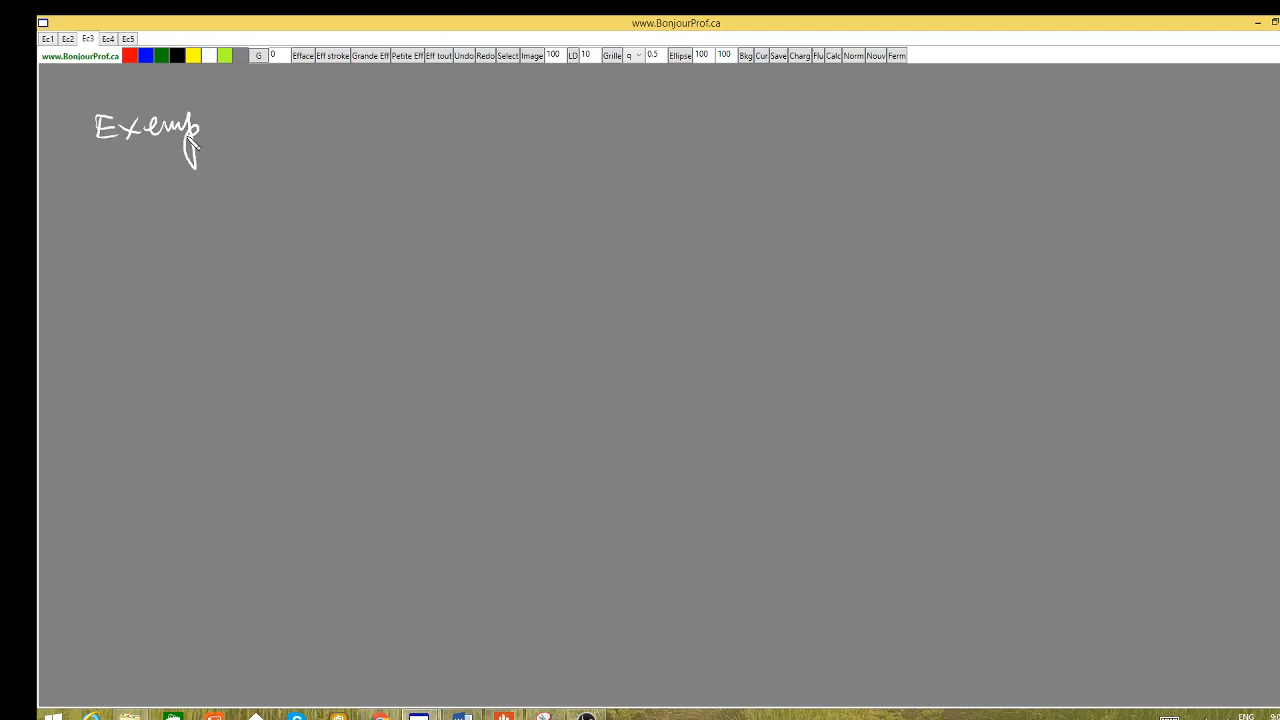 www.BonjourProf.ca
Ec1 Ec2 Ec3 Ec4 Ec5
www.BonjourProf.ca G 0 Efface Eff stroke Grande Eff Petite Eff Eff tout Undo Redo Select Image 100 LD 10 Grille q 0.5 Ellipse 100 100 Bkg Cur Save Charg Flu Calc Norm Nouv Ferm
Exemp
ENG